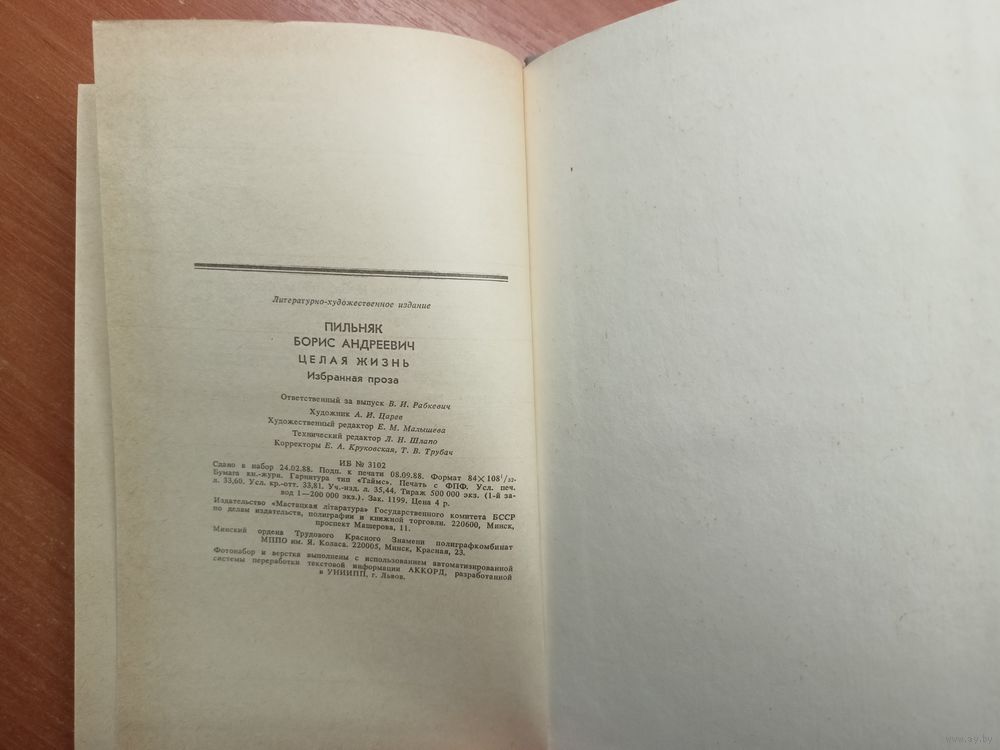 Литературно-художественное издание
ПИЛЬНЯК
БОРИС АНДРЕЕВИЧ
ЦЕЛАЯ ЖИЗНЬ
Избранная проза
Ответственный за выпуск В. И. Рабкевич
Художник А. И. Царев
Художественный редактор Е. М. Малышева
Технический редактор Л. Н. Шлапо
Корректоры Е. А. Круковская, Т. В. Трубач
ИБ № 3102
Сдано в набор 24.02.88. Подп. к печати 08.09.88. Формат 84×108¹/₃₂.
Бумага кн.-журн. Гарнитура тип «Таймс». Печать с ФПФ. Усл. печ.
л. 33,60. Усл. кр.-отт. 33,81. Уч.-изд. л. 35,44. Тираж 500 000 экз. (1-й за-
вод 1—200 000 экз.). Зак. 1199. Цена 4 р.
Издательство «Мастацкая літаратура» Государственного комитета БССР
по делам издательств, полиграфии и книжной торговли. 220600, Минск,
проспект Машерова, 11.
Минский ордена Трудового Красного Знамени полиграфкомбинат
МППО им. Я. Коласа. 220005, Минск, Красная, 23.
Фотонабор и верстка выполнены с использованием автоматизированной
системы переработки текстовой информации АККОРД, разработанной
в УНИИПП, г. Львов.
www.ay.by